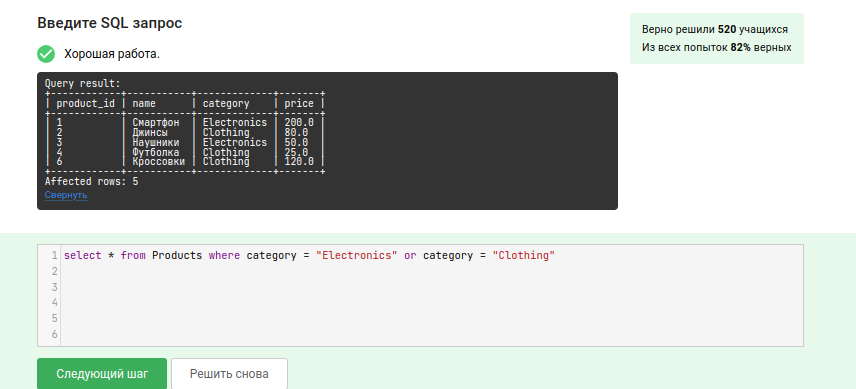 Введите SQL запрос
Верно решили 520 учащихся
Из всех попыток 82% верных
Хорошая работа.
Query result:
+------------+-----------+-------------+-------+
| product_id | name      | category    | price |
+------------+-----------+-------------+-------+
| 1          | Смартфон  | Electronics | 200.0 |
| 2          | Джинсы    | Clothing    | 80.0  |
| 3          | Наушники  | Electronics | 50.0  |
| 4          | Футболка  | Clothing    | 25.0  |
| 6          | Кроссовки | Clothing    | 120.0 |
+------------+-----------+-------------+-------+
Affected rows: 5
Свернуть
1 select * from Products where category = "Electronics" or category = "Clothing"
2
3
4
5
6
Следующий шаг
Решить снова